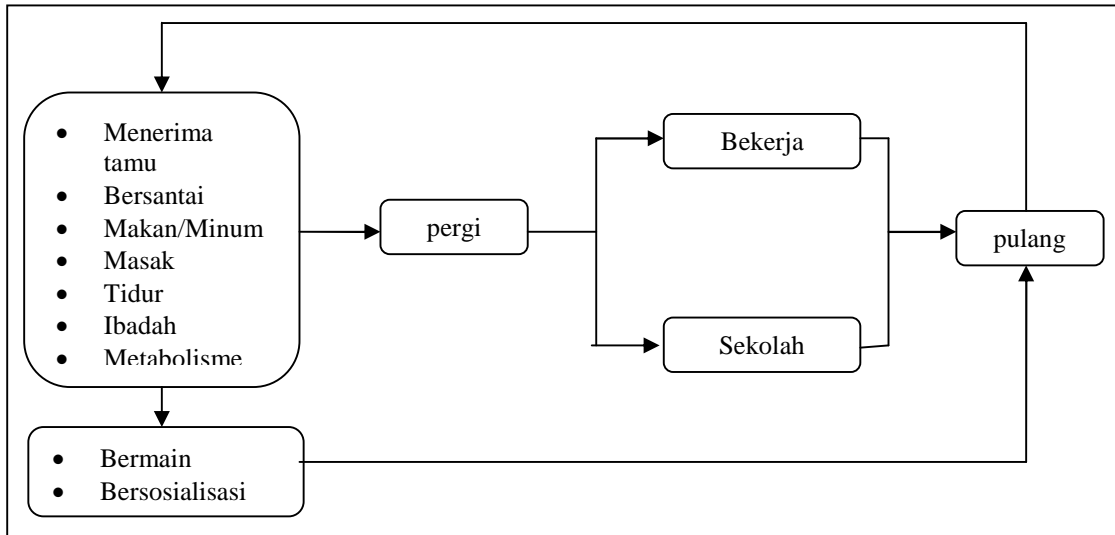 • Menerima
tamu
• Bersantai
• Makan/Minum
• Masak
• Tidur
• Ibadah
• Metabolisme
• Bermain
• Bersosialisasi
pergi
Bekerja
Sekolah
pulang